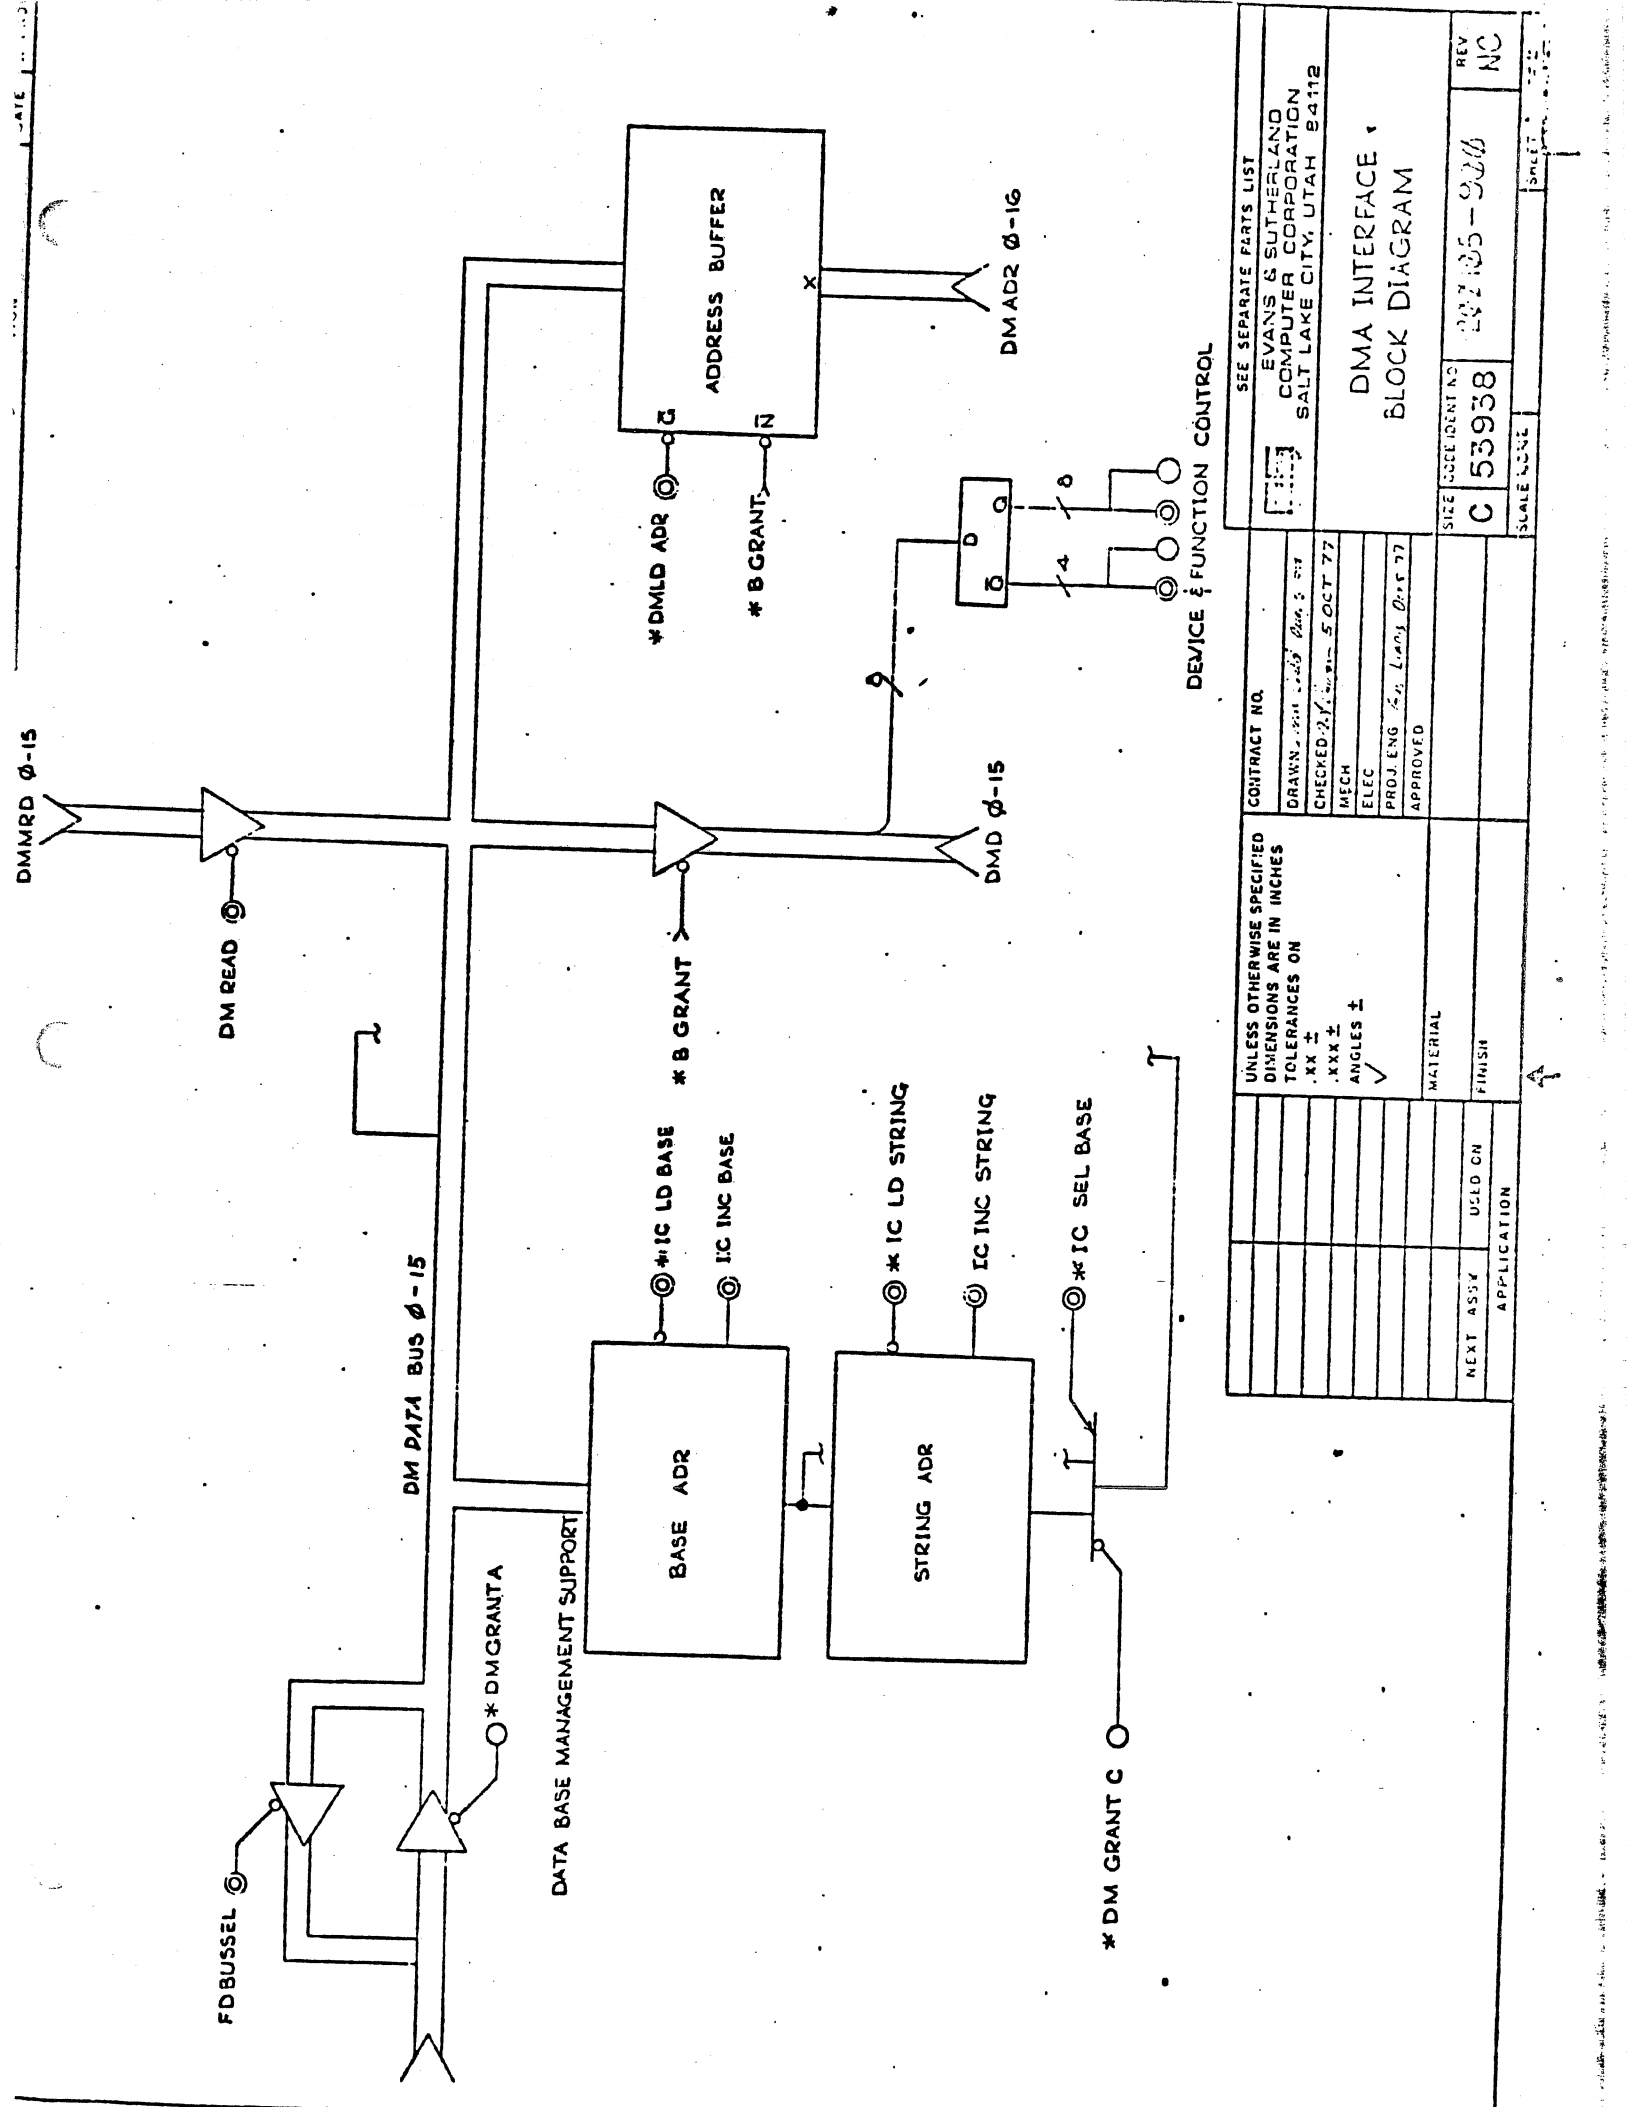 DMMRD Ø-15
DM READ
DM DATA BUS Ø-15
FDBUSSEL
* DMGRANTA
DATA BASE MANAGEMENT SUPPORT
BASE ADR
* IC LD BASE
IC INC BASE
STRING ADR
* IC LD STRING
IC INC STRING
* IC SEL BASE
* DM GRANT C
* B GRANT
DMD Ø-15
9
D
Q̅
Q
4
8
DEVICE & FUNCTION CONTROL
ADDRESS BUFFER
*DMLD ADR
G̅
* B GRANT
N̅
X
DMADR Ø-16
UNLESS OTHERWISE SPECIFIED
DIMENSIONS ARE IN INCHES
TOLERANCES ON
.XX ±
.XXX ±
ANGLES ±
MATERIAL
FINISH
NEXT ASSY
USED ON
APPLICATION
CONTRACT NO.
DRAWN
CHECKED
5 OCT 77
MECH
ELEC
PROJ. ENG
77
APPROVED
SEE SEPARATE PARTS LIST
EVANS & SUTHERLAND
COMPUTER CORPORATION
SALT LAKE CITY, UTAH 84112
DMA INTERFACE
BLOCK DIAGRAM
SIZE
CODE IDENT NO
REV
C
53938
NC
SCALE
SHEET